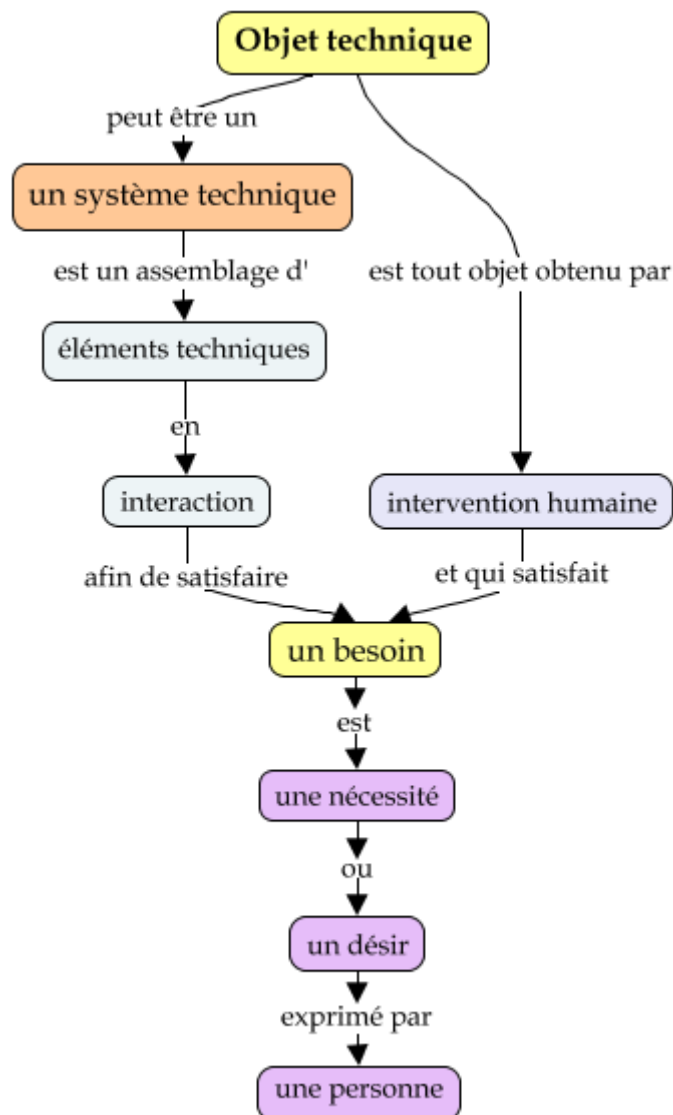 Objet technique
peut être un
un système technique
est un assemblage d'
est tout objet obtenu par
éléments techniques
en
interaction
intervention humaine
afin de satisfaire
et qui satisfait
un besoin
est
une nécessité
ou
un désir
exprimé par
une personne